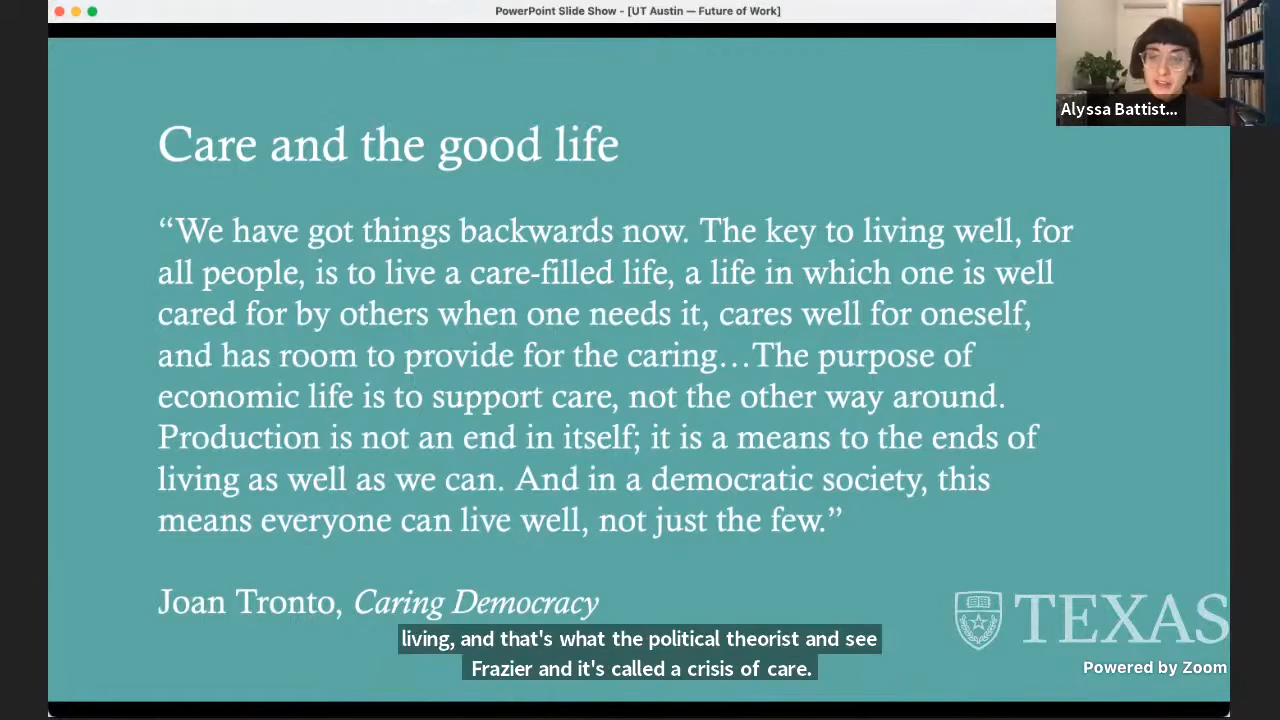 PowerPoint Slide Show - [UT Austin — Future of Work]
Alyssa Battist...
Care and the good life
“We have got things backwards now. The key to living well, for
all people, is to live a care-filled life, a life in which one is well
cared for by others when one needs it, cares well for oneself,
and has room to provide for the caring…The purpose of
economic life is to support care, not the other way around.
Production is not an end in itself; it is a means to the ends of
living as well as we can. And in a democratic society, this
means everyone can live well, not just the few.”
Joan Tronto, Caring Democracy
TEXAS
living, and that's what the political theorist and see
Frazier and it's called a crisis of care.
Powered by Zoom